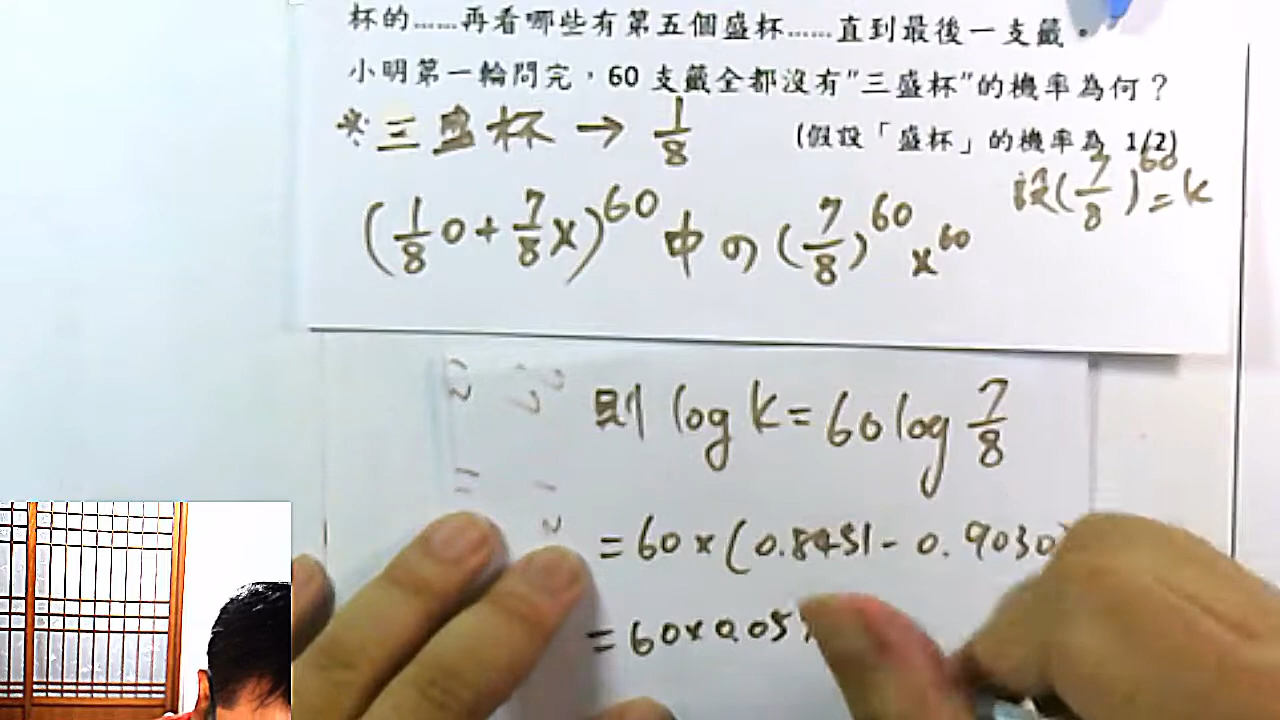 杯的……再看哪些有第五個盛杯……直到最後一支籤。
小明第一輪問完，60 支籤全都沒有"三盛杯"的機率為何？
(假設「盛杯」的機率為 1/2)
※三盛杯 → 1/8
設(7/8)^60 = k
(1/8 0 + 7/8 x)^60 中の (7/8)^60 x^60
則 log k = 60 log 7/8
= 60 × (0.8451 - 0.9030)
= 60 × 0.05